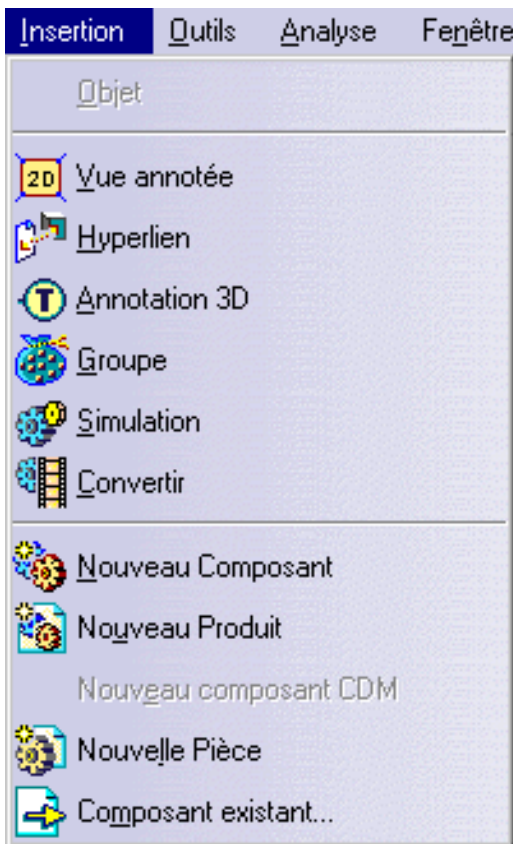 Insertion Outils Analyse Fenêtre
Objet
2D Vue annotée
Hyperlien
T Annotation 3D
Groupe
Simulation
Convertir
Nouveau Composant
Nouveau Produit
Nouveau composant CDM
Nouvelle Pièce
Composant existant...